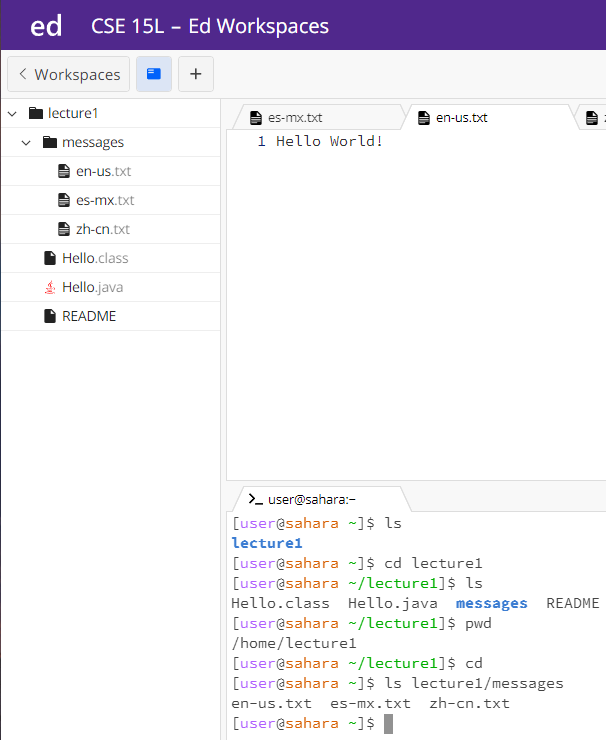 ed CSE 15L – Ed Workspaces
Workspaces
lecture1
messages
en-us.txt
es-mx.txt
zh-cn.txt
Hello.class
Hello.java
README
es-mx.txt en-us.txt
1 Hello World!
user@sahara:~
[user@sahara ~]$ ls
lecture1
[user@sahara ~]$ cd lecture1
[user@sahara ~/lecture1]$ ls
Hello.class Hello.java messages README
[user@sahara ~/lecture1]$ pwd
/home/lecture1
[user@sahara ~/lecture1]$ cd
[user@sahara ~]$ ls lecture1/messages
en-us.txt es-mx.txt zh-cn.txt
[user@sahara ~]$